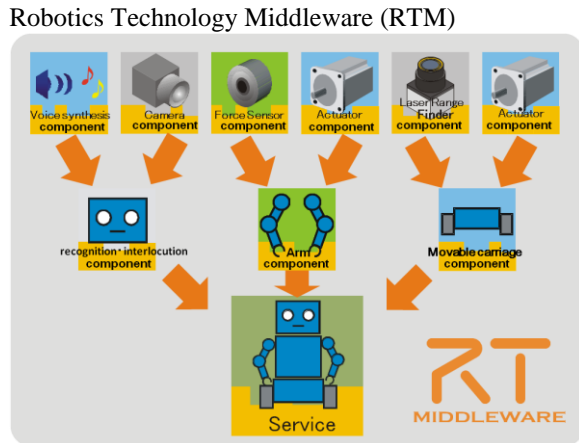 Robotics Technology Middleware (RTM)
Voice synthesis
component
Camera
component
Force Sensor
component
Actuator
component
Laser Range
Finder
component
Actuator
component
recognition・interlocution
component
Arm
component
Movable carriage
component
Service
RT
MIDDLEWARE